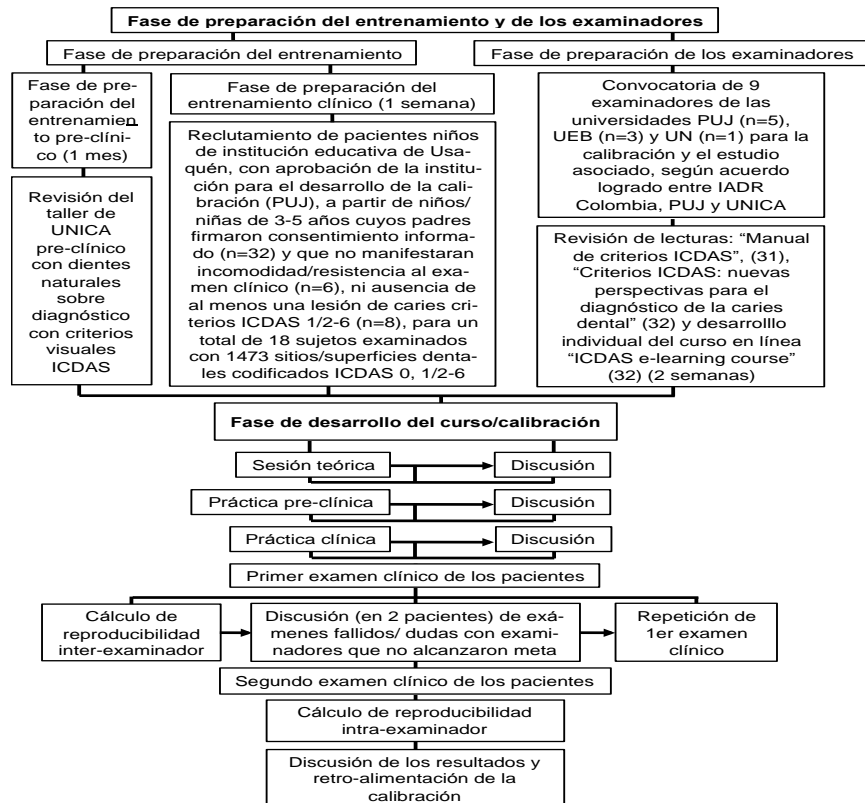 Fase de preparación del entrenamiento y de los examinadores
Fase de preparación del entrenamiento
Fase de preparación de los examinadores
Fase de pre-
paración del
entrenamien
to pre-clíni-
co (1 mes)
Revisión del
taller de
UNICA
pre-clínico
con dientes
naturales
sobre
diagnóstico
con criterios
visuales
ICDAS
Fase de preparación del
entrenamiento clínico (1 semana)
Reclutamiento de pacientes niños
de institución educativa de Usa-
quén, con aprobación de la institu-
ción para el desarrollo de la cali-
bración (PUJ), a partir de niños/
niñas de 3-5 años cuyos padres
firmaron consentimiento informa-
do (n=32) y que no manifestaran
incomodidad/resistencia al exa-
men clínico (n=6), ni ausencia de
al menos una lesión de caries cri-
terios ICDAS 1/2-6 (n=8), para un
total de 18 sujetos examinados
con 1473 sitios/superficies denta-
les codificados ICDAS 0, 1/2-6
Convocatoria de 9
examinadores de las
universidades PUJ (n=5),
UEB (n=3) y UN (n=1) para la
calibración y el estudio
asociado, según acuerdo
logrado entre IADR
Colombia, PUJ y UNICA
Revisión de lecturas: “Manual
de criterios ICDAS”, (31),
“Criterios ICDAS: nuevas
perspectivas para el
diagnóstico de la caries
dental” (32) y desarrolllo
individual del curso en línea
“ICDAS e-learning course”
(32) (2 semanas)
Fase de desarrollo del curso/calibración
Sesión teórica
Discusión
Práctica pre-clínica
Discusión
Práctica clínica
Discusión
Primer examen clínico de los pacientes
Cálculo de
reproducibilidad
inter-examinador
Discusión (en 2 pacientes) de exá-
menes fallidos/ dudas con exami-
nadores que no alcanzaron meta
Repetición de
1er examen
clínico
Segundo examen clínico de los pacientes
Cálculo de reproducibilidad
intra-examinador
Discusión de los resultados y
retro-alimentación de la
calibración